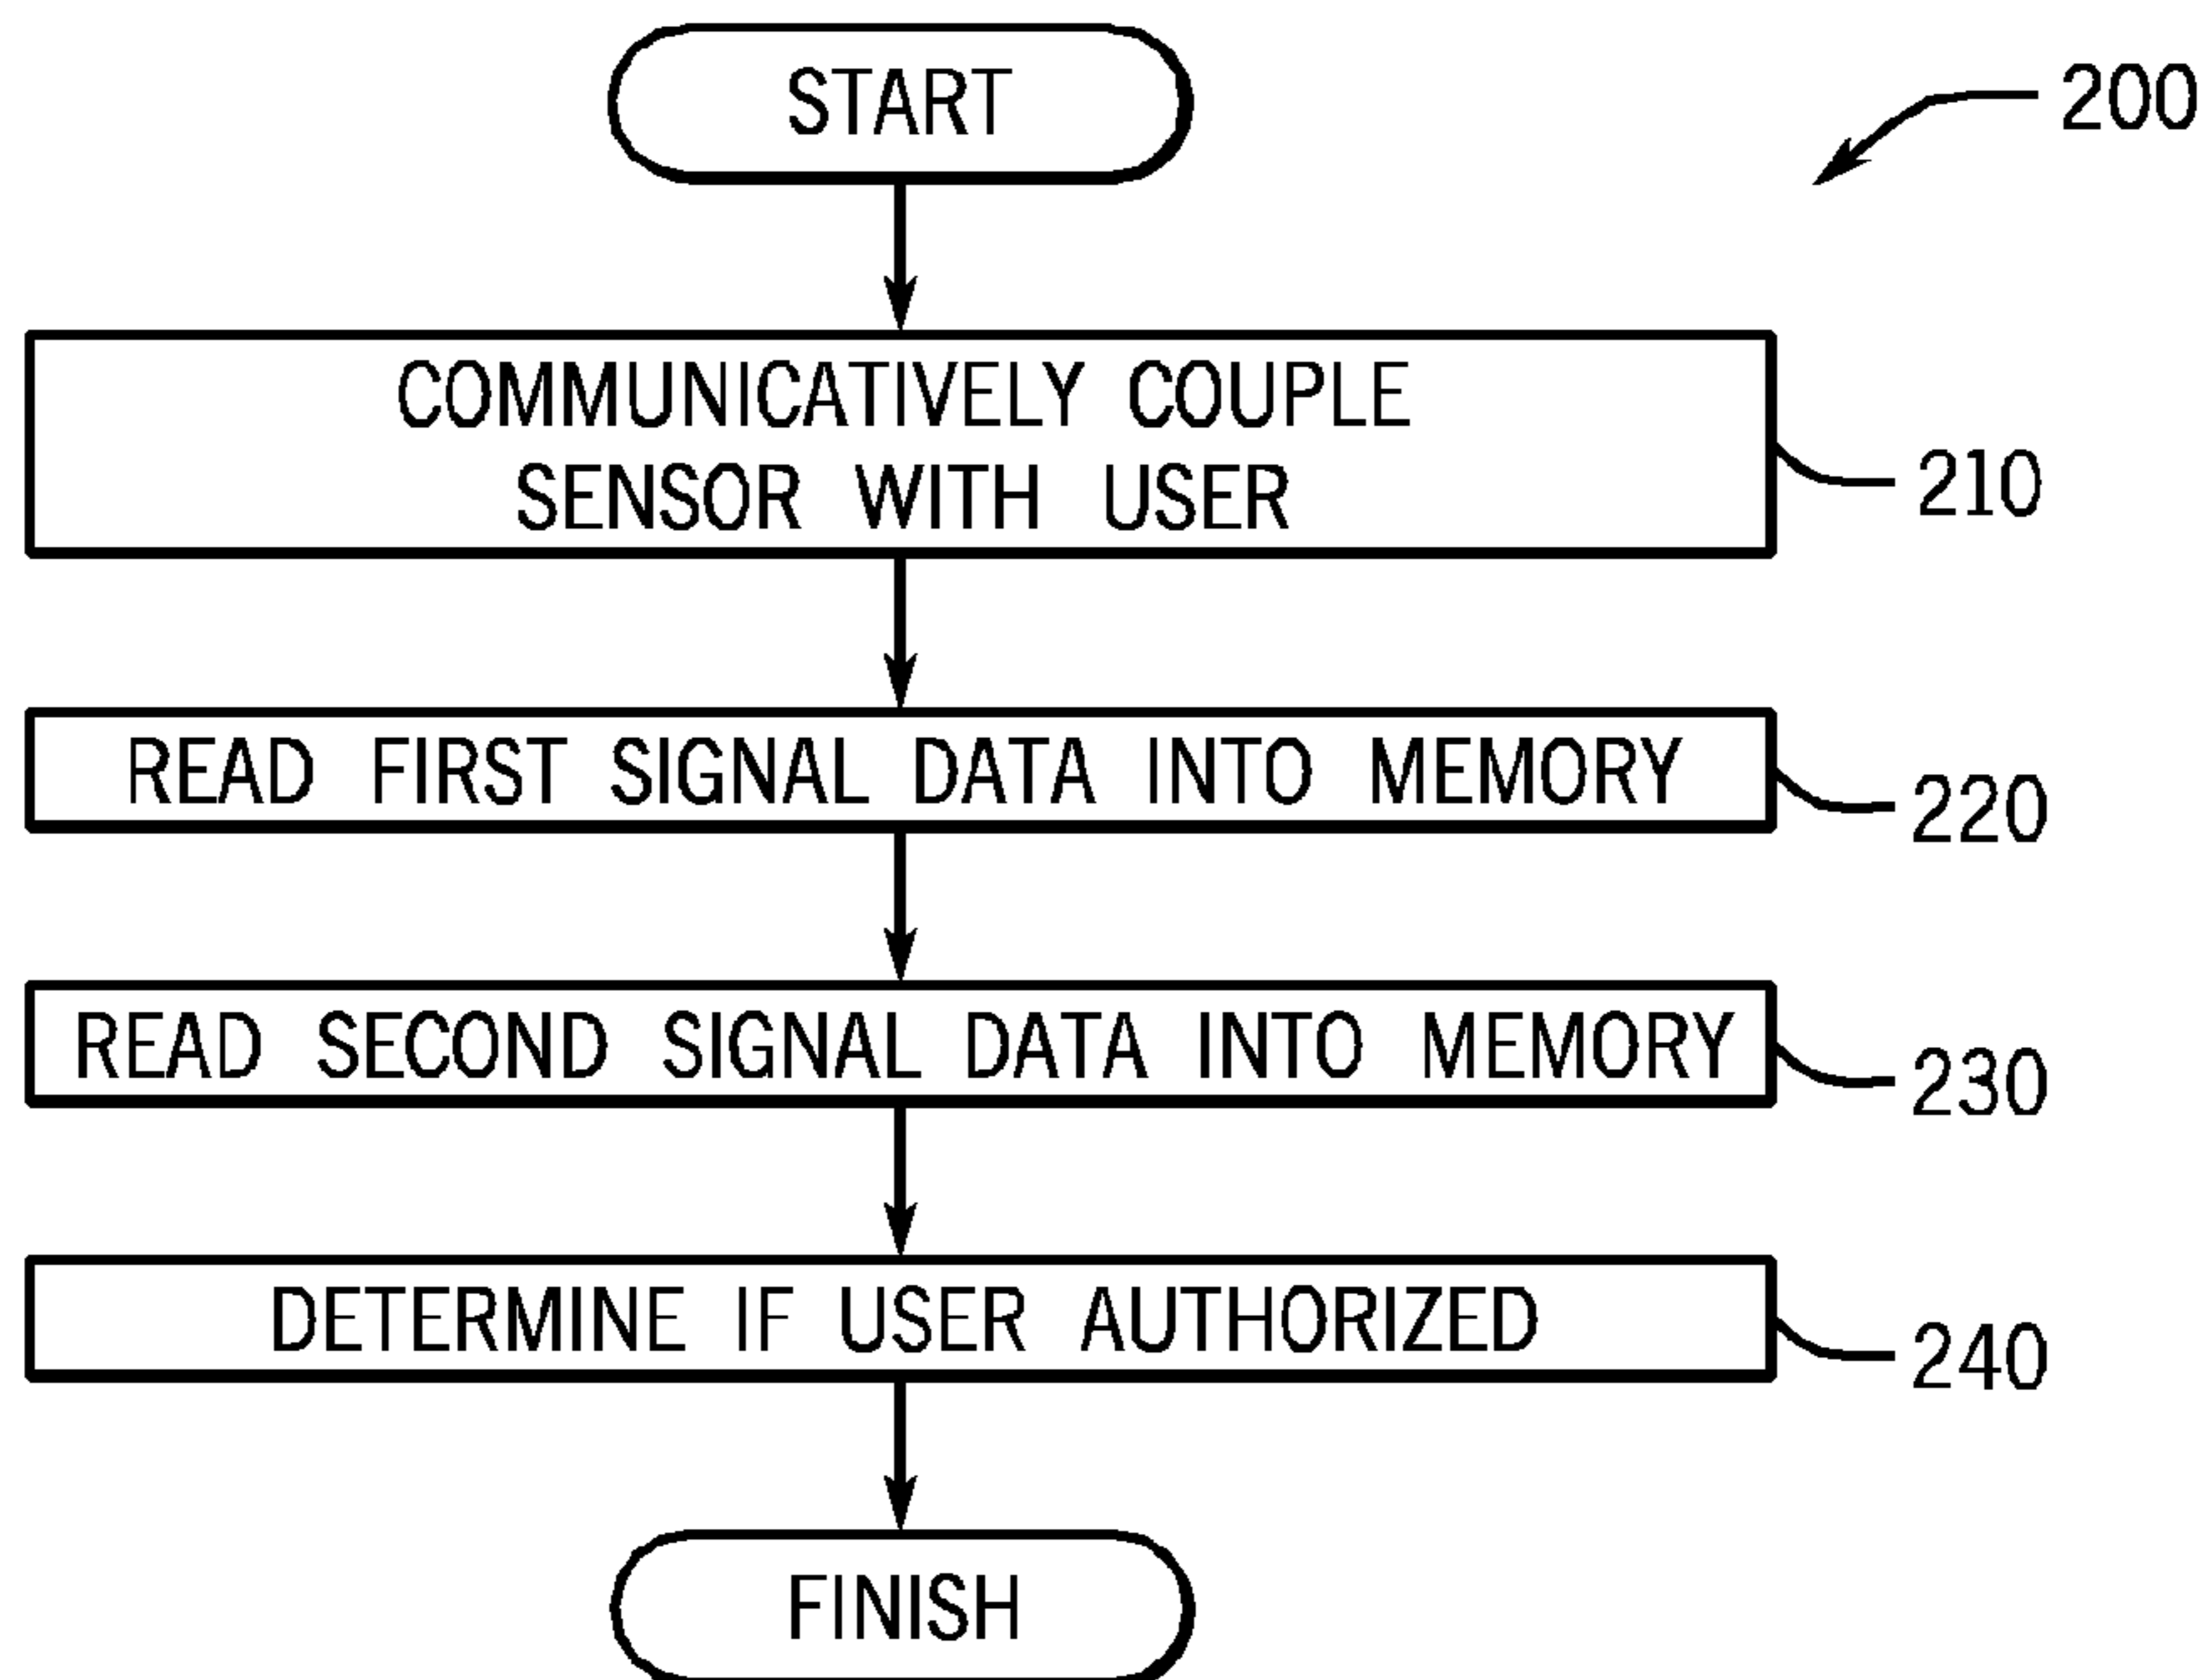 START
200
COMMUNICATIVELY COUPLE
SENSOR WITH USER
210
READ FIRST SIGNAL DATA INTO MEMORY
220
READ SECOND SIGNAL DATA INTO MEMORY
230
DETERMINE IF USER AUTHORIZED
240
FINISH